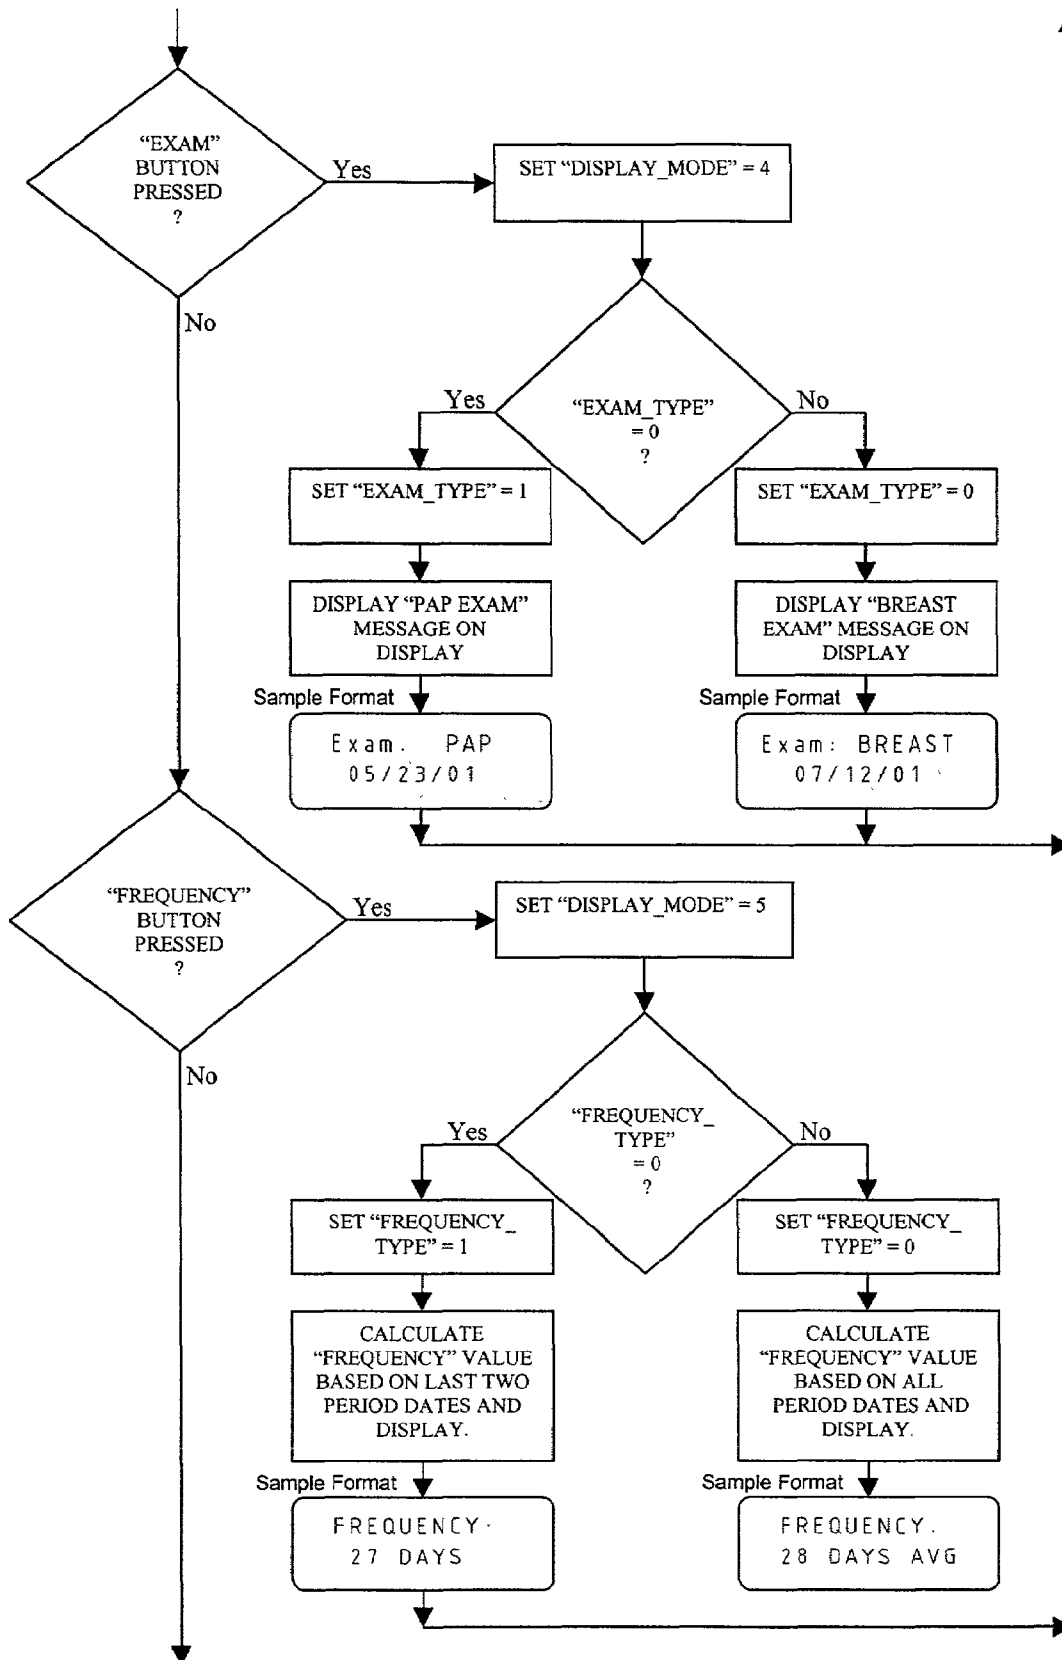 “EXAM”
BUTTON
PRESSED
?
Yes
SET “DISPLAY_MODE” = 4
No
“EXAM_TYPE”
= 0
?
Yes
No
SET “EXAM_TYPE” = 1
SET “EXAM_TYPE” = 0
DISPLAY “PAP EXAM”
MESSAGE ON
DISPLAY
DISPLAY “BREAST
EXAM” MESSAGE ON
DISPLAY
Sample Format
Exam. PAP
05/23/01
Sample Format
Exam: BREAST
07/12/01
“FREQUENCY”
BUTTON
PRESSED
?
Yes
SET “DISPLAY_MODE” = 5
No
“FREQUENCY_
TYPE”
= 0
?
Yes
No
SET “FREQUENCY_
TYPE” = 1
SET “FREQUENCY_
TYPE” = 0
CALCULATE
“FREQUENCY” VALUE
BASED ON LAST TWO
PERIOD DATES AND
DISPLAY.
CALCULATE
“FREQUENCY” VALUE
BASED ON ALL
PERIOD DATES AND
DISPLAY.
Sample Format
FREQUENCY·
27 DAYS
Sample Format
FREQUENCY.
28 DAYS AVG